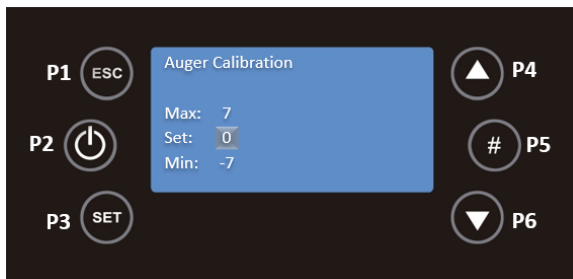 P1 ESC
P2
P3 SET
Auger Calibration
Max: 7
Set: 0
Min: -7
P4
# P5
P6